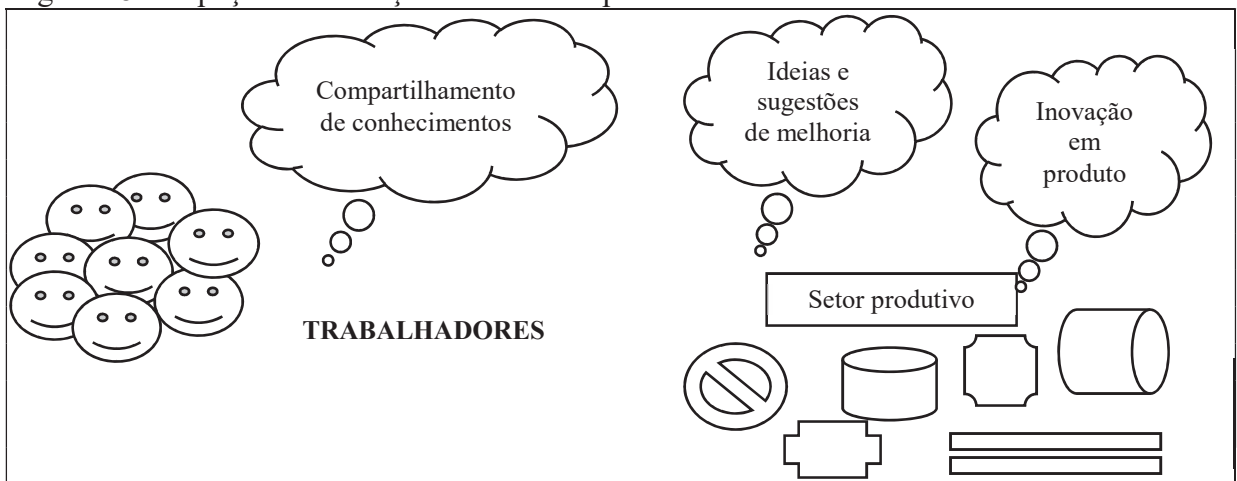 Compartilhamento
de conhecimentos
Ideias e
sugestões
de melhoria
Inovação
em
produto
Setor produtivo
TRABALHADORES